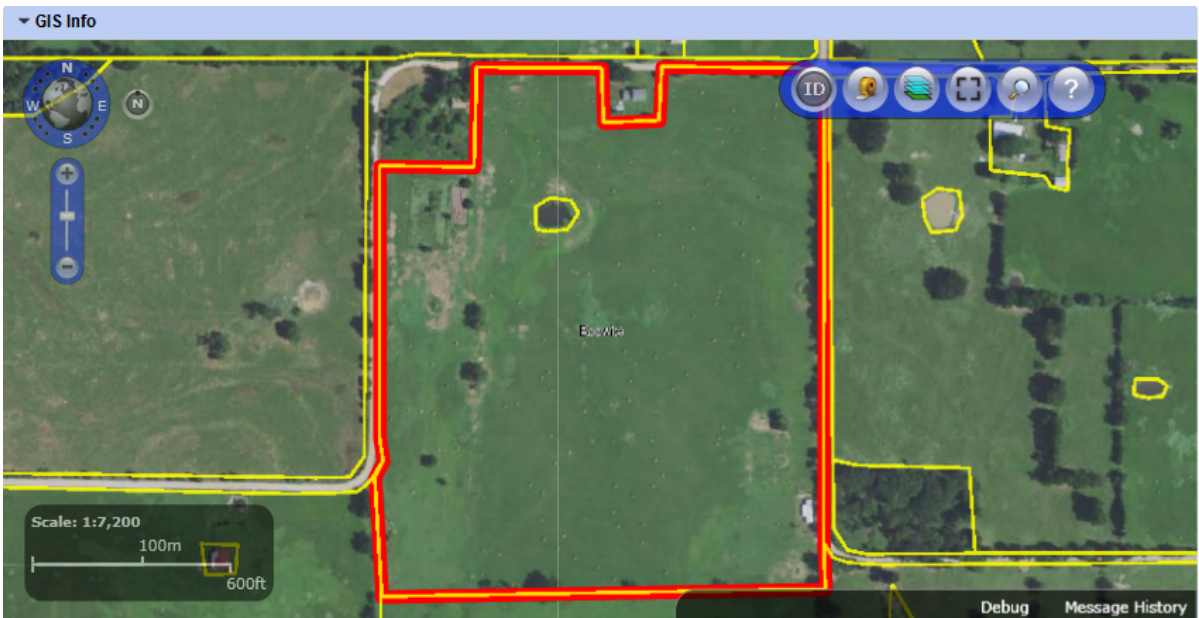 GIS Info
N
W
E
S
N
ID
?
Scale: 1:7,200
100m
600ft
Debug Message History